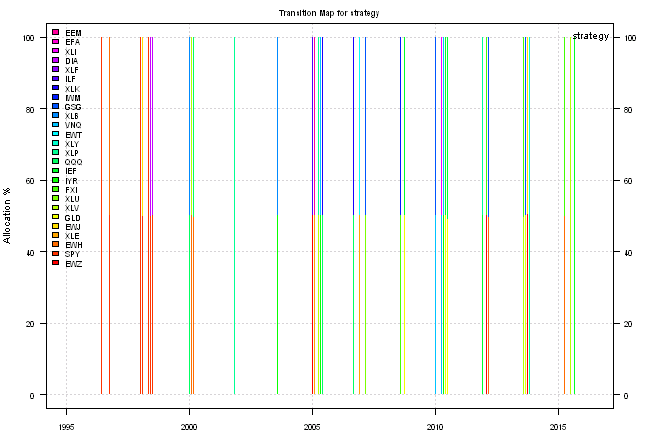 Transition Map for strategy
strategy
EEM
EFA
XLI
DIA
XLF
ILF
XLK
IWM
GSG
XLB
VNQ
EWT
XLY
XLP
QQQ
IEF
IYR
FXI
XLU
XLV
GLD
EWJ
XLE
EWH
SPY
EWZ
Allocation %
100
80
60
40
20
0
100
80
60
40
20
0
1995 2000 2005 2010 2015